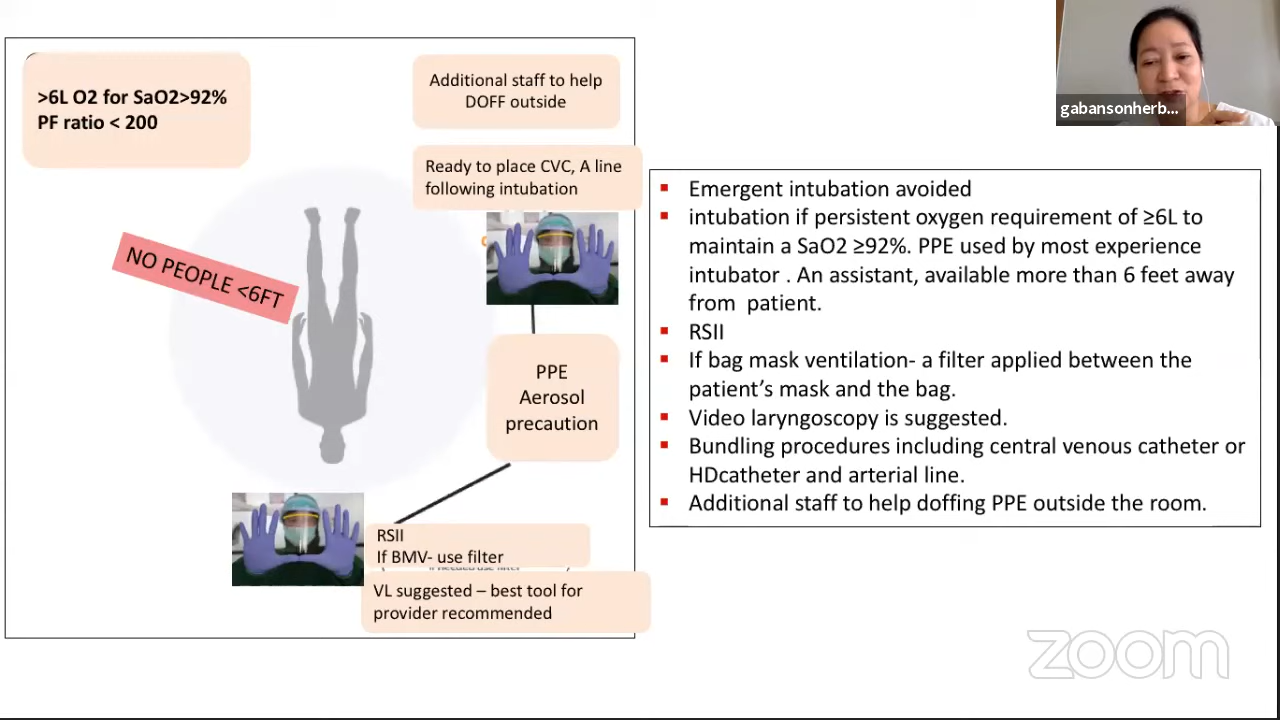 >6L O2 for SaO2>92%
PF ratio < 200
Additional staff to help
DOFF outside
Ready to place CVC, A line
following intubation
NO PEOPLE <6FT
PPE
Aerosol
precaution
RSII
If BMV- use filter
VL suggested – best tool for
provider recommended
gabansonherb...
▪ Emergent intubation avoided
▪ intubation if persistent oxygen requirement of ≥6L to
maintain a SaO2 ≥92%. PPE used by most experience
intubator . An assistant, available more than 6 feet away
from patient.
▪ RSII
▪ If bag mask ventilation- a filter applied between the
patient's mask and the bag.
▪ Video laryngoscopy is suggested.
▪ Bundling procedures including central venous catheter or
HDcatheter and arterial line.
▪ Additional staff to help doffing PPE outside the room.
zoom